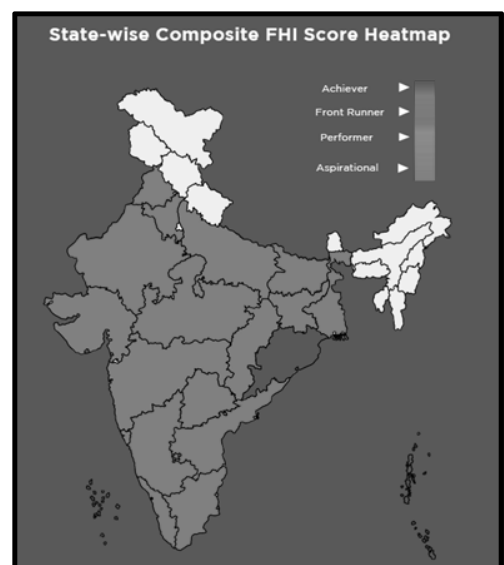 State-wise Composite FHI Score Heatmap
Achiever
Front Runner
Performer
Aspirational